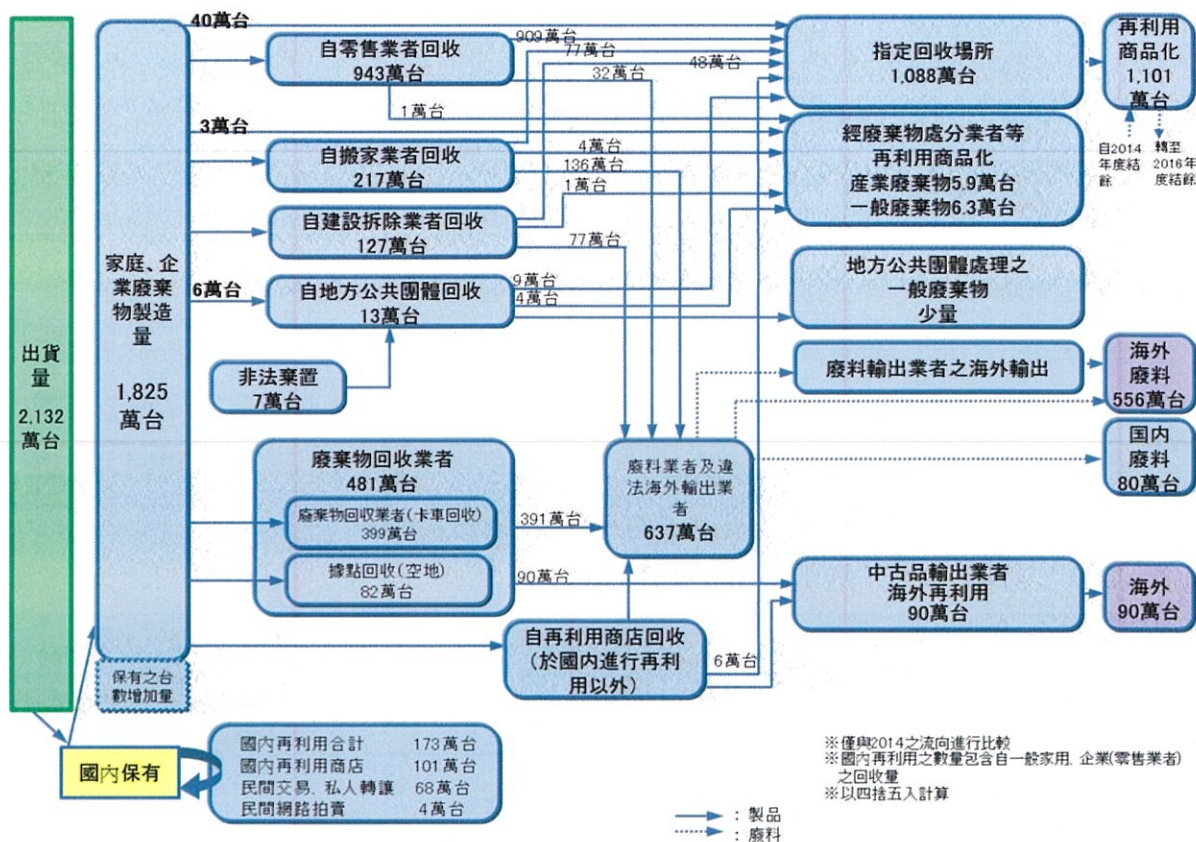 出貨
量
2,132
萬台
家庭、企
業廢棄
物製造
量
1,825
萬台
保有之台
數增加量
國內保有
40萬台
3萬台
6萬台
自零售業者回收
943萬台
自搬家業者回收
217萬台
自建設拆除業者回收
127萬台
自地方公共團體回收
13萬台
非法棄置
7萬台
廢棄物回收業者
481萬台
廢棄物回収業者(卡車回收)
399萬台
據點回收(空地)
82萬台
自再利用商店回收
(於國內進行再利
用以外)
909萬台
77萬台
32萬台
48萬台
1萬台
4萬台
136萬台
1萬台
77萬台
9萬台
4萬台
391萬台
90萬台
6萬台
廢料業者及違
法海外輸出業
者
637萬台
指定回收場所
1,088萬台
經廢棄物處分業者等
再利用商品化
産業廢棄物5.9萬台
一般廢棄物6.3萬台
地方公共團體處理之
一般廢棄物
少量
廢料輸出業者之海外輸出
中古品輸出業者
海外再利用
90萬台
再利用
商品化
1,101
萬台
自2014
年度結
餘
轉至
2016年
度結餘
海外
廢料
556萬台
国内
廢料
80萬台
海外
90萬台
國內再利用合計 173萬台
國內再利用商店 101萬台
民間交易、私人轉讓 68萬台
民間網路拍賣 4萬台
※僅與2014之流向進行比較
※國內再利用之數量包含自一般家用、企業(零售業者)
之回收量
※以四捨五入計算
：製品
：廢料